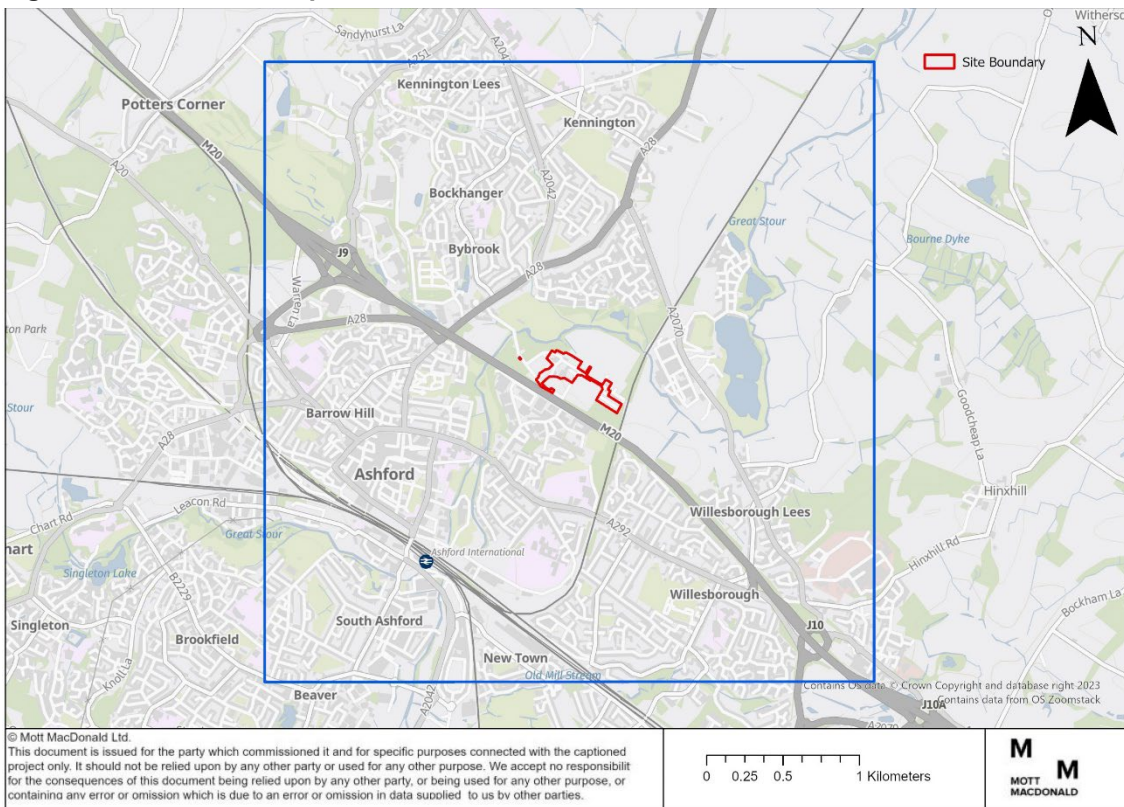 Sandyhurst La
A251
A2042
Withers
Kennington Lees
Site Boundary
N
Potters Corner
Kennington
M20
A28
A20
Bockhanger
A2042
Great Stour
Bourne Dyke
Bybrook
J9
A28
Warren La
A28
A2070
ton Park
Stour
Barrow Hill
M20
Goodcheap La
A28
Ashford
Hinxhill
Leacon Rd
Willesborough Lees
Chart Rd
A292
hart
Great Stour
Ashford International
Hinxhill Rd
Singleton Lake
B2229
Willesborough
Bockham La
Singleton
South Ashford
J10
Brookfield
New Town
Knoll La
Old Mill Stream
Beaver
A2042
Contains OS data © Crown Copyright and database right 2023
Contains data from OS Zoomstack
J10A
A2070
© Mott MacDonald Ltd.
This document is issued for the party which commissioned it and for specific purposes connected with the captioned
project only. It should not be relied upon by any other party or used for any other purpose. We accept no responsibilit
for the consequences of this document being relied upon by any other party, or being used for any other purpose, or
containing any error or omission which is due to an error or omission in data supplied to us by other parties.
0 0.25 0.5 1 Kilometers
M
M
MOTT
MACDONALD